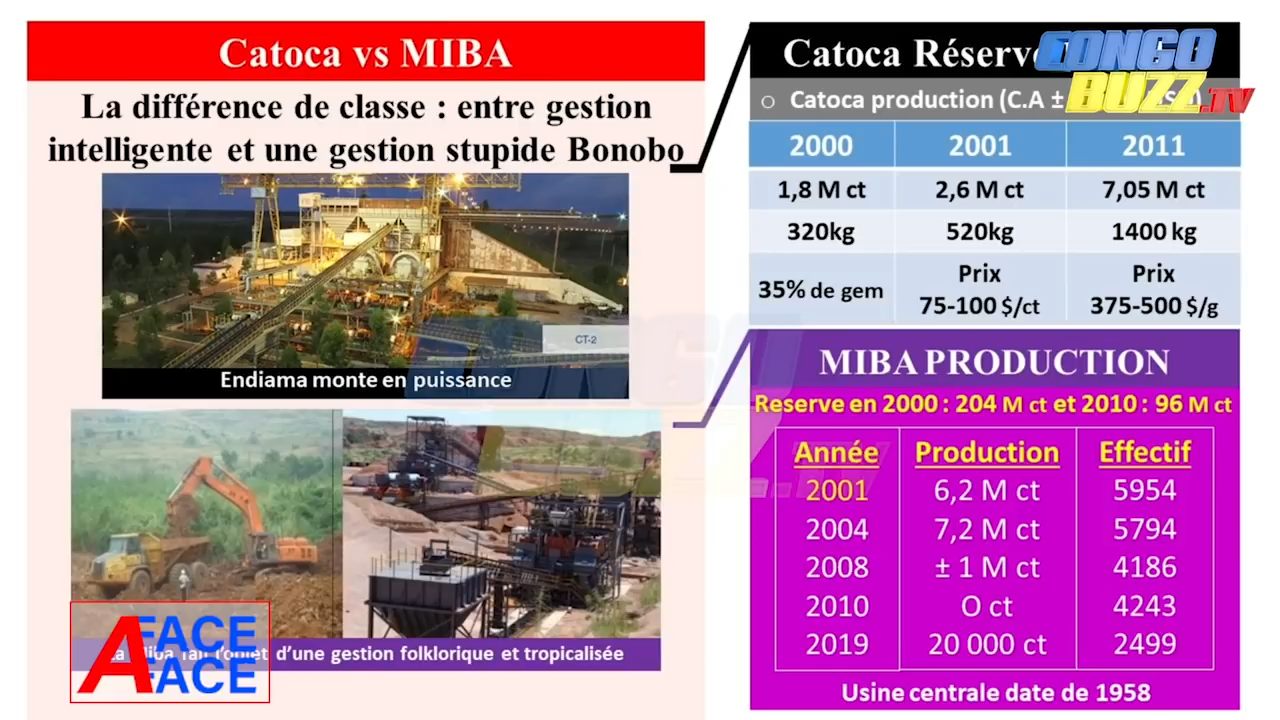 Catoca vs MIBA
La différence de classe : entre gestion
intelligente et une gestion stupide Bonobo
CT-2
Endiama monte en puissance
d’une gestion folklorique et tropicalisée
A FACE
FACE
Catoca
CONGO
BUZZ.TV
○ Catoca production (C.A ±
2000 2001 2011
1,8 M ct 2,6 M ct 7,05 M ct
320kg 520kg 1400 kg
35% de gem Prix Prix
75-100 $/ct 375-500 $/g
MIBA PRODUCTION
Reserve en 2000 : 204 M ct et 2010 : 96 M ct
Année Production Effectif
2001 6,2 M ct 5954
2004 7,2 M ct 5794
2008 ± 1 M ct 4186
2010 O ct 4243
2019 20 000 ct 2499
Usine centrale date de 1958